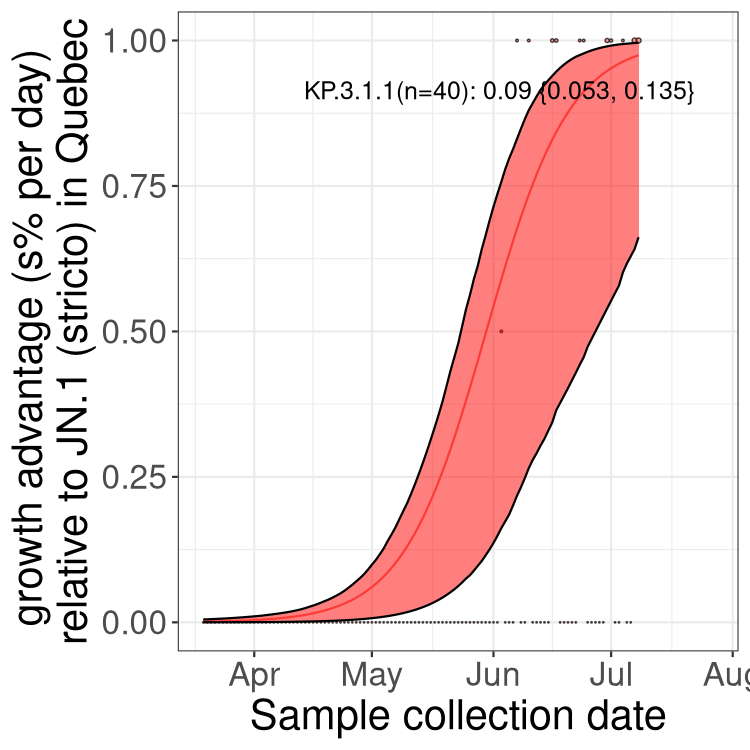 growth advantage (s% per day)
relative to JN.1 (stricto) in Quebec
1.00
0.75
0.50
0.25
0.00
KP.3.1.1(n=40): 0.09 {0.053, 0.135}
Apr May Jun Jul Aug
Sample collection date